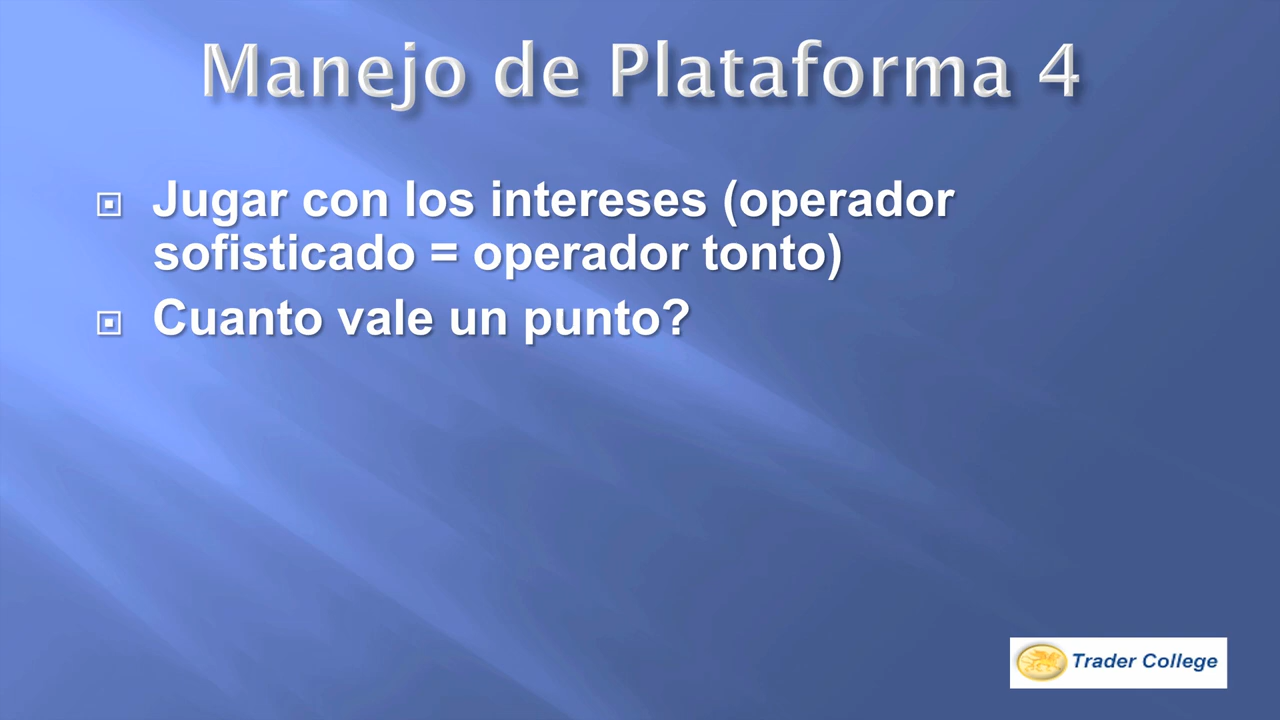 Manejo de Plataforma 4
Jugar con los intereses (operador
sofisticado = operador tonto)
Cuanto vale un punto?
Trader College